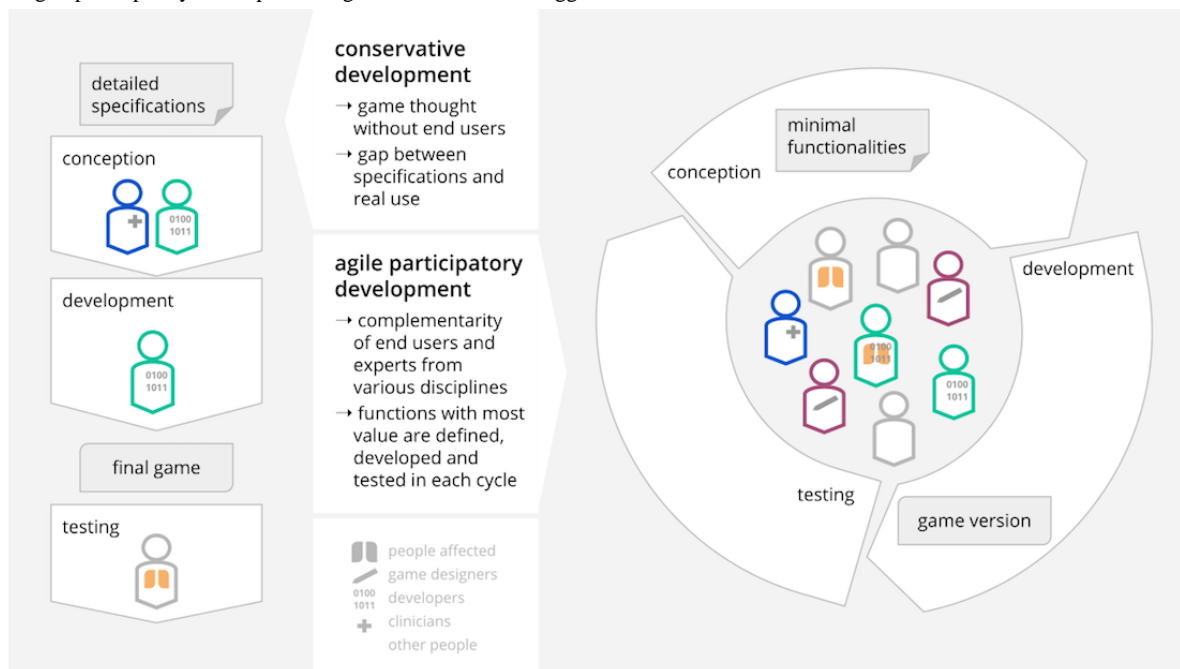 detailed
specifications
conception
0100
1011
development
0100
1011
final game
testing
conservative
development
→ game thought
without end users
→ gap between
specifications and
real use
agile participatory
development
→ complementarity
of end users and
experts from
various disciplines
→ functions with most
value are defined,
developed and
tested in each cycle
people affected
game designers
0100
1011
developers
clinicians
other people
minimal
functionalities
conception
development
0100
1011
0100
1011
testing
game version